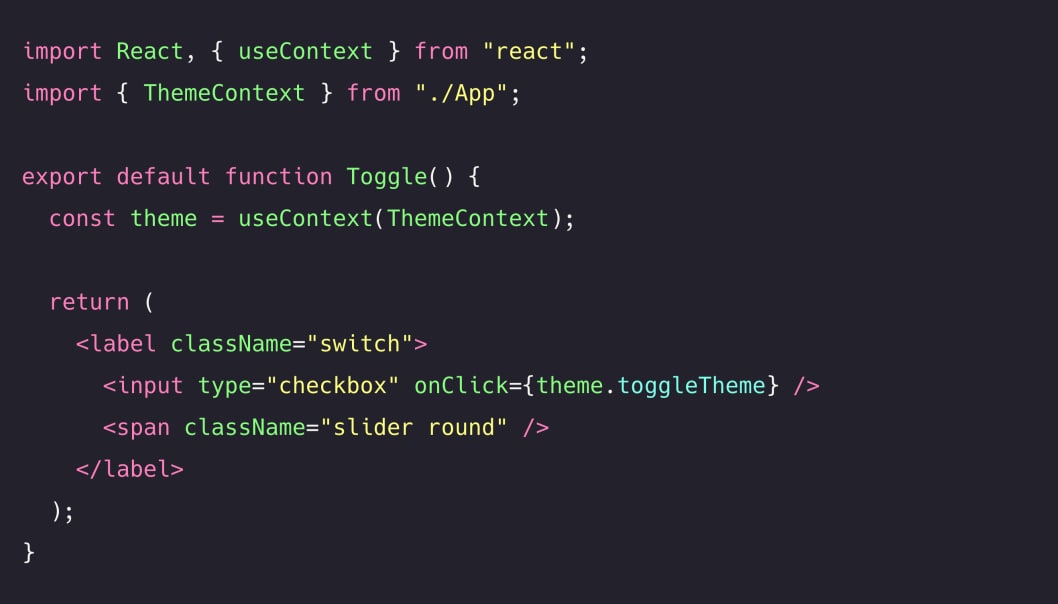 import React, { useContext } from "react";
import { ThemeContext } from "./App";

export default function Toggle() {
  const theme = useContext(ThemeContext);

  return (
    <label className="switch">
      <input type="checkbox" onClick={theme.toggleTheme} />
      <span className="slider round" />
    </label>
  );
}